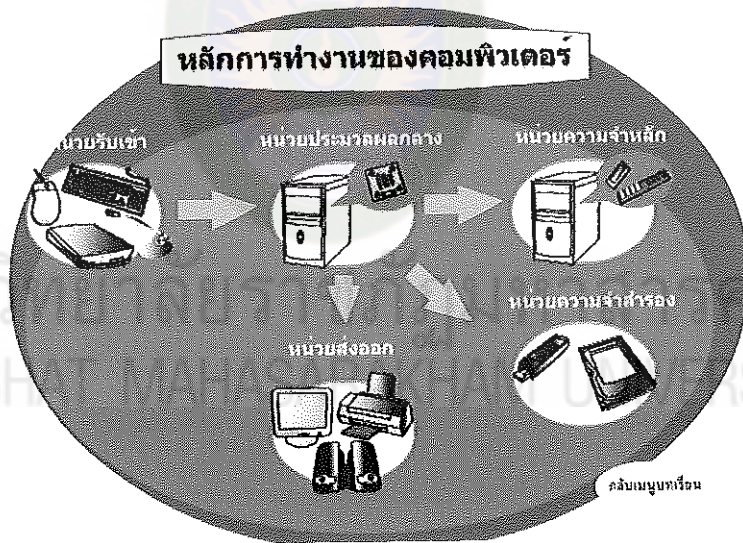 หลักการทำงานของคอมพิวเตอร์
หน่วยรับเข้า
หน่วยประมวลผลกลาง
หน่วยความจำหลัก
หน่วยความจำสำรอง
หน่วยส่งออก
กลับเมนูบทเรียน